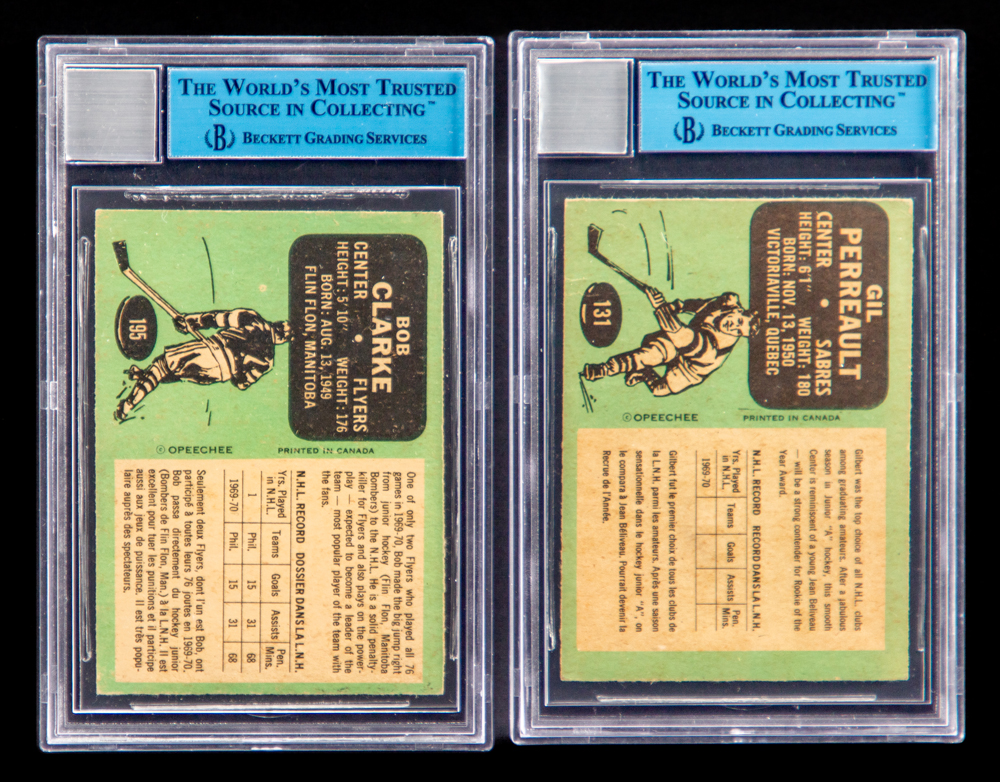 THE WORLD'S MOST TRUSTED
SOURCE IN COLLECTING™
B BECKETT GRADING SERVICES
BOB
CLARKE
CENTER • FLYERS
HEIGHT: 5'10" WEIGHT: 176
BORN: AUG. 13, 1949
FLIN FLON, MANITOBA
195
© OPEECHEE PRINTED IN CANADA
One of only two Flyers who played all 76
games in 1969-70, Bob made the big jump right
from junior hockey (Flin Flon, Manitoba
Bombers) to the N.H.L. He is a solid penalty-
killer for Flyers and also plays on the power-
play — expected to become a leader of the
team — most popular player of the team with
the fans.
N.H.L. RECORD DOSSIER DANS LA L.N.H.
Yrs. Played in N.H.L. Teams Goals Assists Pen. Mins.
1 Phil. 15 31 68
1969-70 Phil. 15 31 68
Seulement deux Flyers, dont l'un est Bob, ont
participé à toutes leurs 76 joutes en 1969-70.
Bob passa directement du hockey junior
(Bombers de Flin Flon, Man.) à la L.N.H. Il est
excellent pour tuer les punitions et il participe
aussi aux jeux de puissance. Il est très popu-
laire auprès des spectateurs.
THE WORLD'S MOST TRUSTED
SOURCE IN COLLECTING™
B BECKETT GRADING SERVICES
GIL
PERREAULT
CENTER • SABRES
HEIGHT: 6'1" WEIGHT: 180
BORN: NOV. 13, 1950
VICTORIAVILLE, QUEBEC
131
© OPEECHEE PRINTED IN CANADA
Gilbert was the top choice of all N.H.L. clubs
among graduating amateurs. After a fabulous
season in Junior "A" hockey, this smooth
Center is reminiscent of a young Jean Beliveau
— will be a strong contender for Rookie of the
Year Award.
N.H.L. RECORD RECORD DANS LA L.N.H.
Yrs. Played in N.H.L. Teams Goals Assists Pen. Mins.
1969-70
Gilbert fut le premier choix de tous les clubs de
la L.N.H. parmi les amateurs. Après une saison
sensationnelle dans le hockey junior "A", on
le compara à Jean Béliveau. Pourrait devenir la
Recrue de l'Année.